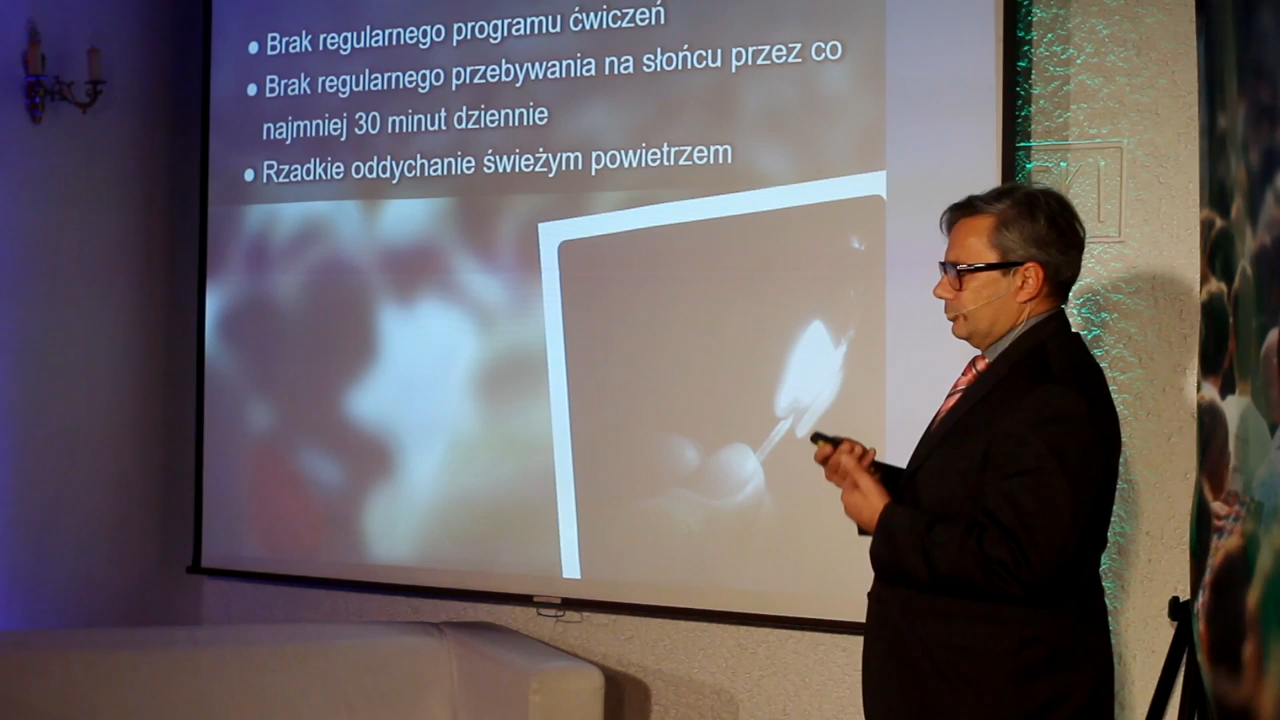 ● Brak regularnego programu ćwiczeń
● Brak regularnego przebywania na słońcu przez co
najmniej 30 minut dziennie
● Rzadkie oddychanie świeżym powietrzem